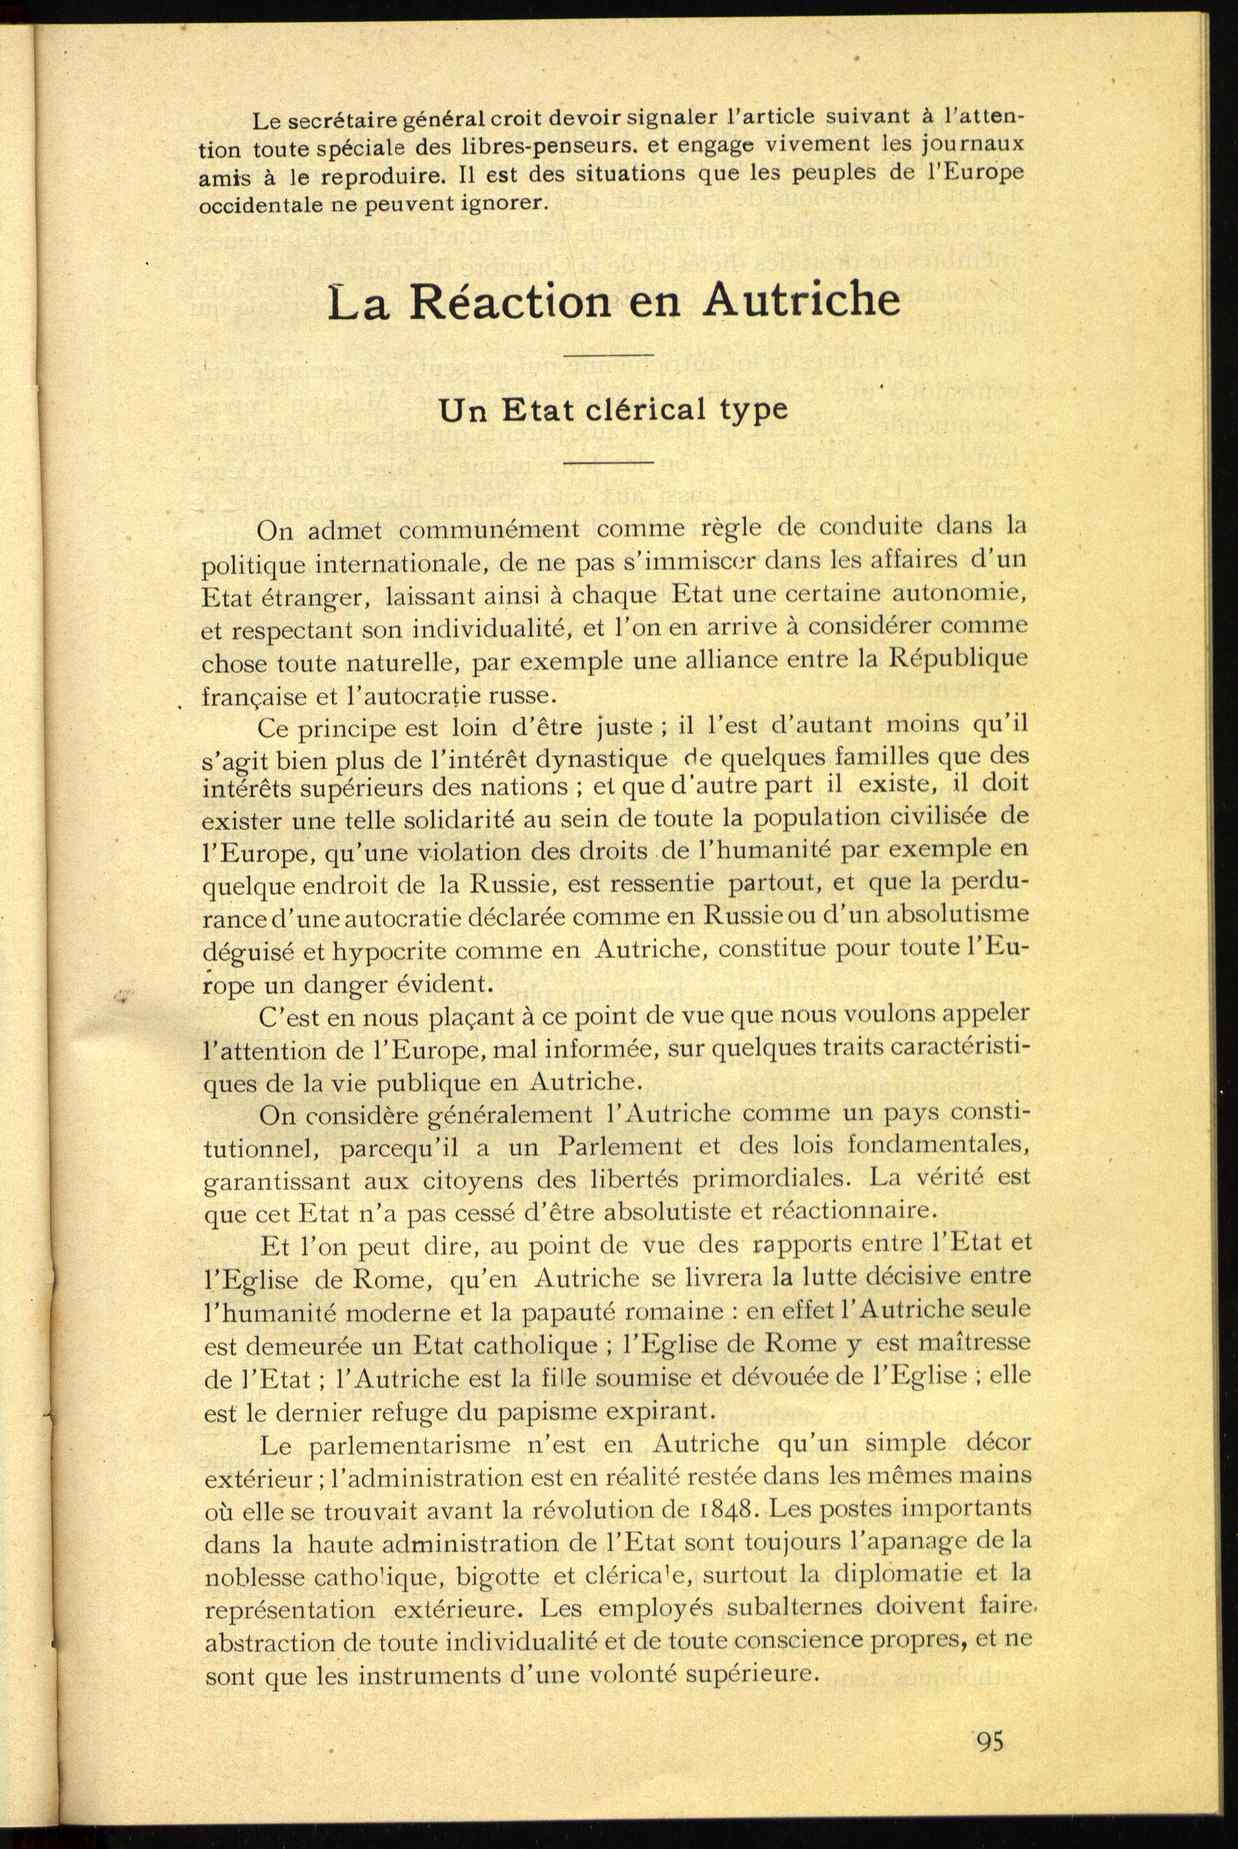 Le secrétaire général croit devoir signaler l'article suivant à l'atten-
tion toute spéciale des libres-penseurs. et engage vivement les journaux
amis à le reproduire. Il est des situations que les peuples de l'Europe
occidentale ne peuvent ignorer.
La Réaction en Autriche
Un Etat clérical type
On admet communément comme règle de conduite dans la
politique internationale, de ne pas s'immiscer dans les affaires d'un
Etat étranger, laissant ainsi à chaque Etat une certaine autonomie,
et respectant son individualité, et l'on en arrive à considérer comme
chose toute naturelle, par exemple une alliance entre la République
française et l'autocratie russe.
Ce principe est loin d'être juste ; il l'est d'autant moins qu'il
s'agit bien plus de l'intérêt dynastique de quelques familles que des
intérêts supérieurs des nations ; et que d'autre part il existe, il doit
exister une telle solidarité au sein de toute la population civilisée de
l'Europe, qu'une violation des droits de l'humanité par exemple en
quelque endroit de la Russie, est ressentie partout, et que la perdu-
rance d'une autocratie déclarée comme en Russie ou d'un absolutisme
déguisé et hypocrite comme en Autriche, constitue pour toute l'Eu-
rope un danger évident.
C'est en nous plaçant à ce point de vue que nous voulons appeler
l'attention de l'Europe, mal informée, sur quelques traits caractéristi-
ques de la vie publique en Autriche.
On considère généralement l'Autriche comme un pays consti-
tutionnel, parcequ'il a un Parlement et des lois fondamentales,
garantissant aux citoyens des libertés primordiales. La vérité est
que cet Etat n'a pas cessé d'être absolutiste et réactionnaire.
Et l'on peut dire, au point de vue des rapports entre l'Etat et
l'Eglise de Rome, qu'en Autriche se livrera la lutte décisive entre
l'humanité moderne et la papauté romaine : en effet l'Autriche seule
est demeurée un Etat catholique ; l'Eglise de Rome y est maîtresse
de l'Etat ; l'Autriche est la fille soumise et dévouée de l'Eglise ; elle
est le dernier refuge du papisme expirant.
Le parlementarisme n'est en Autriche qu'un simple décor
extérieur ; l'administration est en réalité restée dans les mêmes mains
où elle se trouvait avant la révolution de 1848. Les postes importants
dans la haute administration de l'Etat sont toujours l'apanage de la
noblesse catholique, bigotte et cléricale, surtout la diplomatie et la
représentation extérieure. Les employés subalternes doivent faire
abstraction de toute individualité et de toute conscience propres, et ne
sont que les instruments d'une volonté supérieure.
95